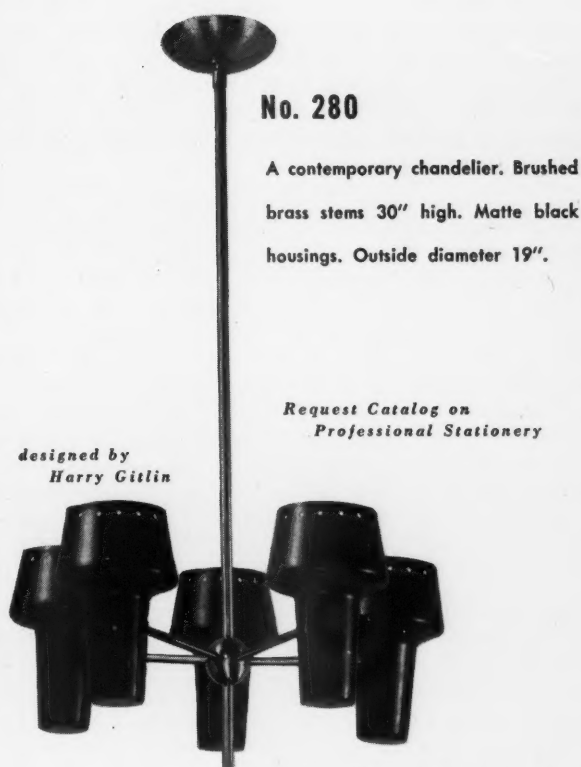 No. 280
A contemporary chandelier. Brushed
brass stems 30" high. Matte black
housings. Outside diameter 19".
Request Catalog on
Professional Stationery
designed by
Harry Gitlin